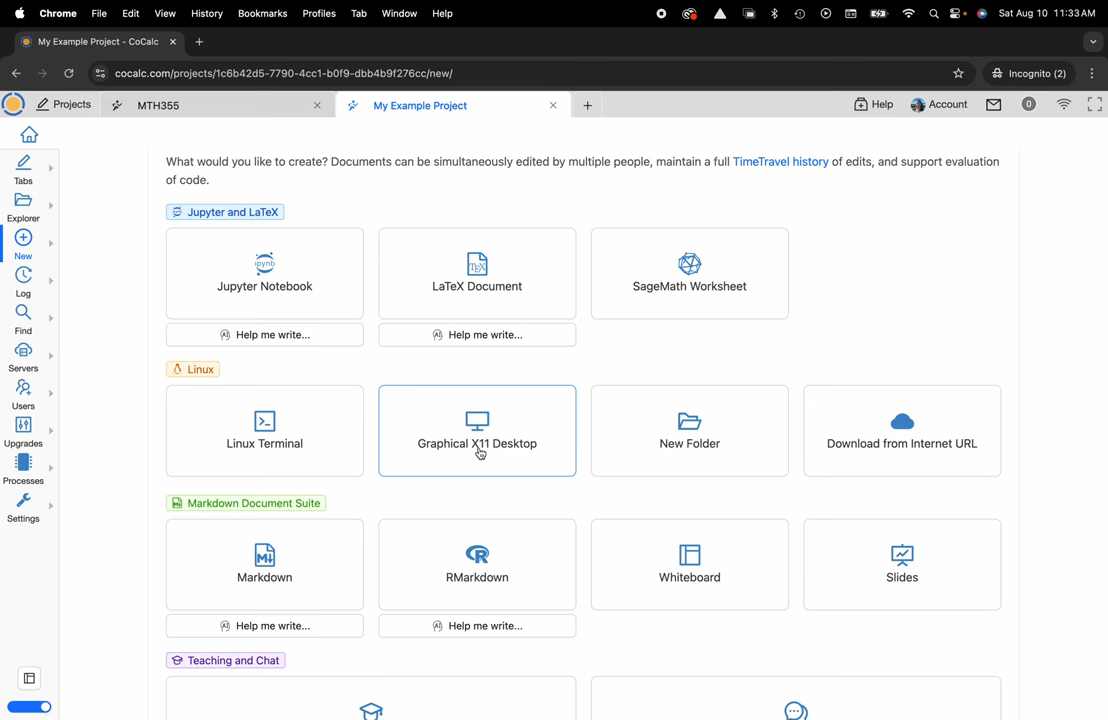 Chrome File Edit View History Bookmarks Profiles Tab Window Help Sat Aug 10 11:33 AM
My Example Project - CoCalc
cocalc.com/projects/1c6b42d5-7790-4cc1-b0f9-dbb4b9f276cc/new/ Incognito (2)
Projects MTH355 My Example Project Help Account 0
Tabs
Explorer
New
Log
Find
Servers
Users
Upgrades
Processes
Settings
What would you like to create? Documents can be simultaneously edited by multiple people, maintain a full TimeTravel history of edits, and support evaluation
of code.
Jupyter and LaTeX
ipynb
Jupyter Notebook
TEX
LaTeX Document
SageMath Worksheet
AI Help me write...
AI Help me write...
Linux
Linux Terminal
Graphical X11 Desktop
New Folder
Download from Internet URL
Markdown Document Suite
M
Markdown
R
RMarkdown
Whiteboard
Slides
AI Help me write...
AI Help me write...
Teaching and Chat